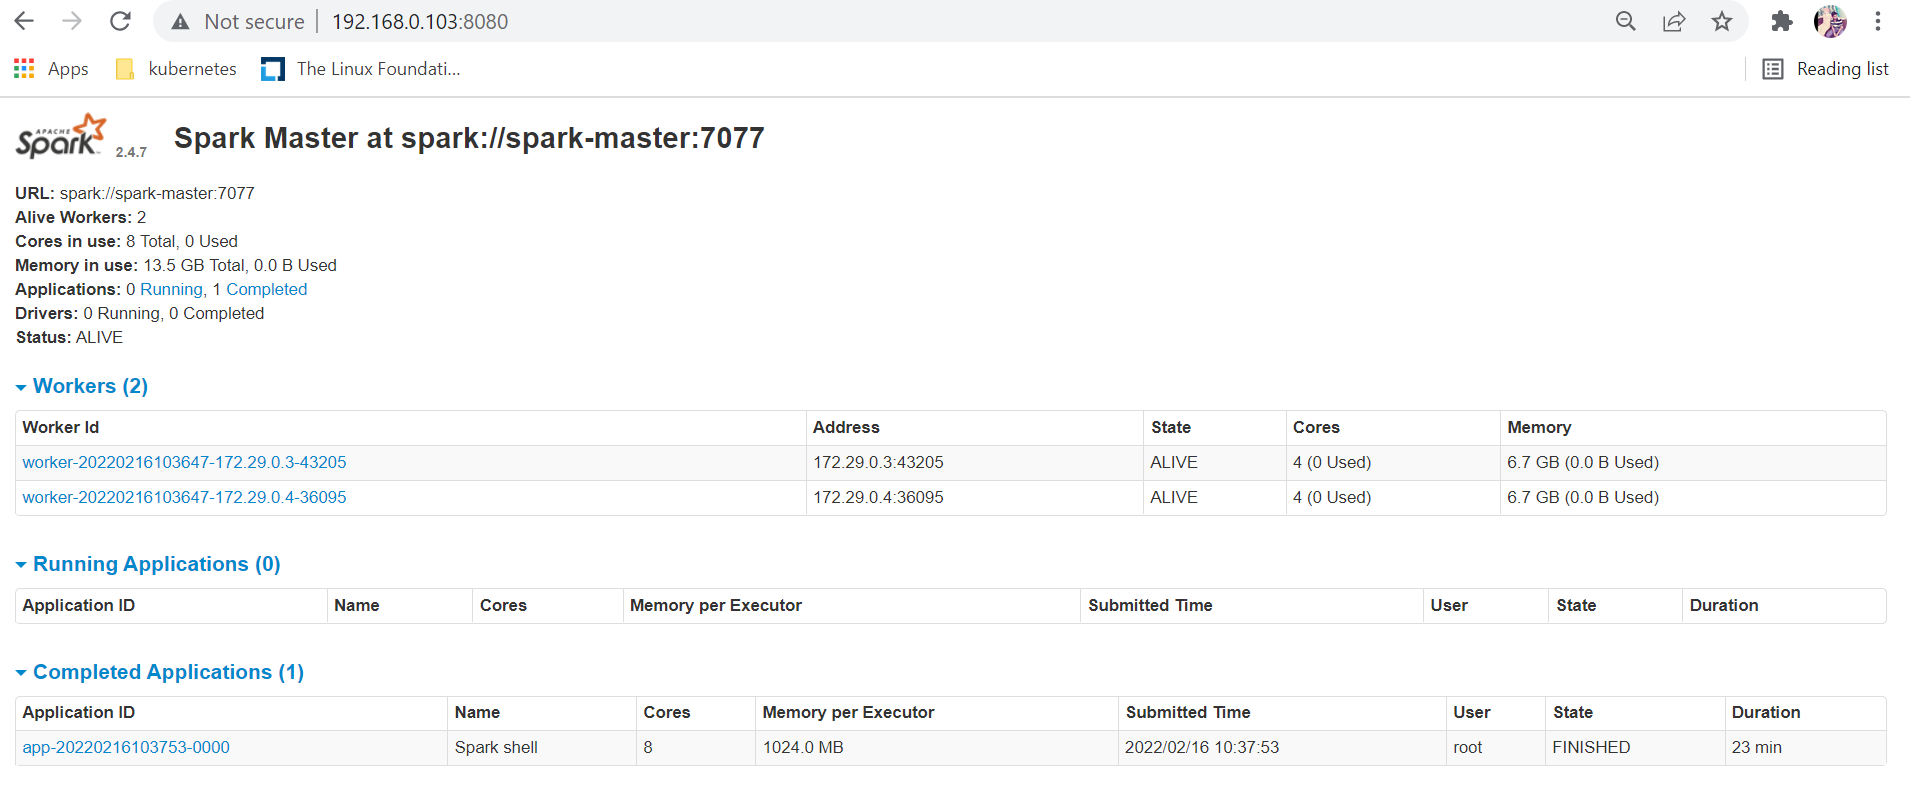 Not secure | 192.168.0.103:8080
Apps kubernetes The Linux Foundati... Reading list
APACHE Spark™ 2.4.7 Spark Master at spark://spark-master:7077
URL: spark://spark-master:7077
Alive Workers: 2
Cores in use: 8 Total, 0 Used
Memory in use: 13.5 GB Total, 0.0 B Used
Applications: 0 Running, 1 Completed
Drivers: 0 Running, 0 Completed
Status: ALIVE
Workers (2)
Worker Id Address State Cores Memory
worker-20220216103647-172.29.0.3-43205 172.29.0.3:43205 ALIVE 4 (0 Used) 6.7 GB (0.0 B Used)
worker-20220216103647-172.29.0.4-36095 172.29.0.4:36095 ALIVE 4 (0 Used) 6.7 GB (0.0 B Used)
Running Applications (0)
Application ID Name Cores Memory per Executor Submitted Time User State Duration
Completed Applications (1)
Application ID Name Cores Memory per Executor Submitted Time User State Duration
app-20220216103753-0000 Spark shell 8 1024.0 MB 2022/02/16 10:37:53 root FINISHED 23 min